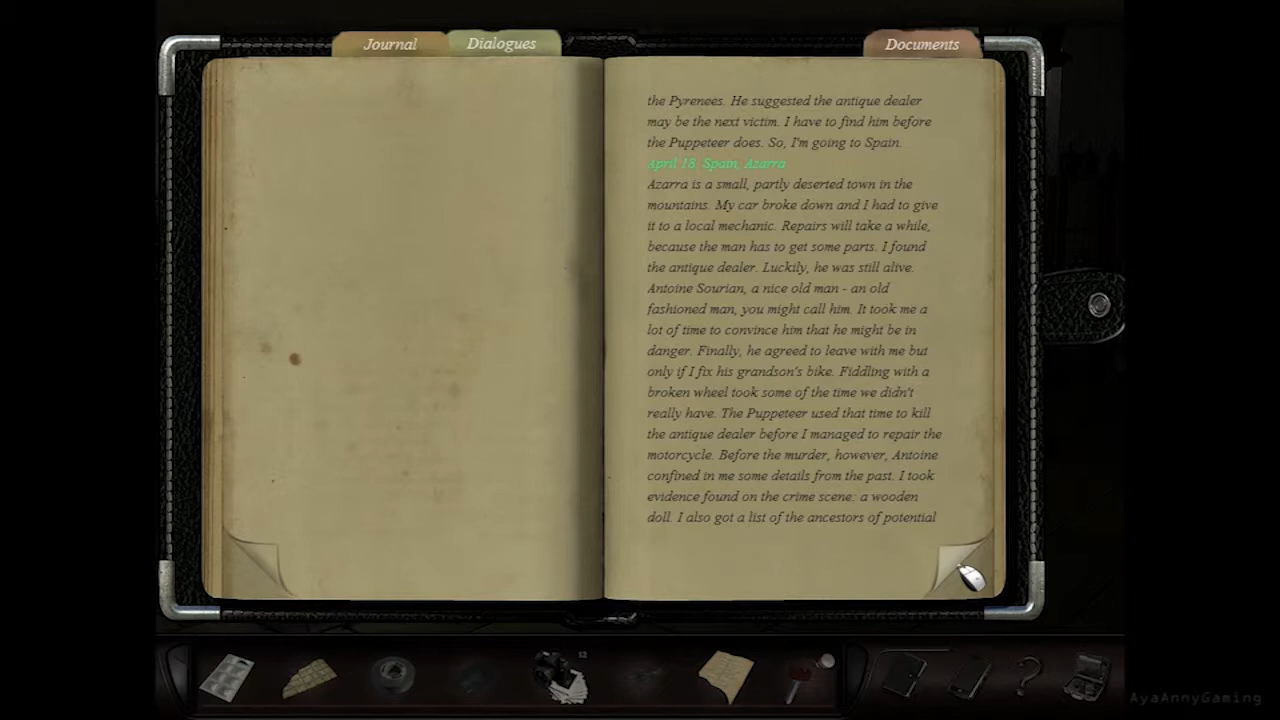 Journal
Dialogues
Documents
the Pyrenees. He suggested the antique dealer
may be the next victim. I have to find him before
the Puppeteer does. So, I'm going to Spain.
April 18, Spain, Azarra
Azarra is a small, partly deserted town in the
mountains. My car broke down and I had to give
it to a local mechanic. Repairs will take a while,
because the man has to get some parts. I found
the antique dealer. Luckily, he was still alive.
Antoine Sourian, a nice old man - an old
fashioned man, you might call him. It took me a
lot of time to convince him that he might be in
danger. Finally, he agreed to leave with me but
only if I fix his grandson's bike. Fiddling with a
broken wheel took some of the time we didn't
really have. The Puppeteer used that time to kill
the antique dealer before I managed to repair the
motorcycle. Before the murder, however, Antoine
confined in me some details from the past. I took
evidence found on the crime scene: a wooden
doll. I also got a list of the ancestors of potential
12
AyaAnnyGaming